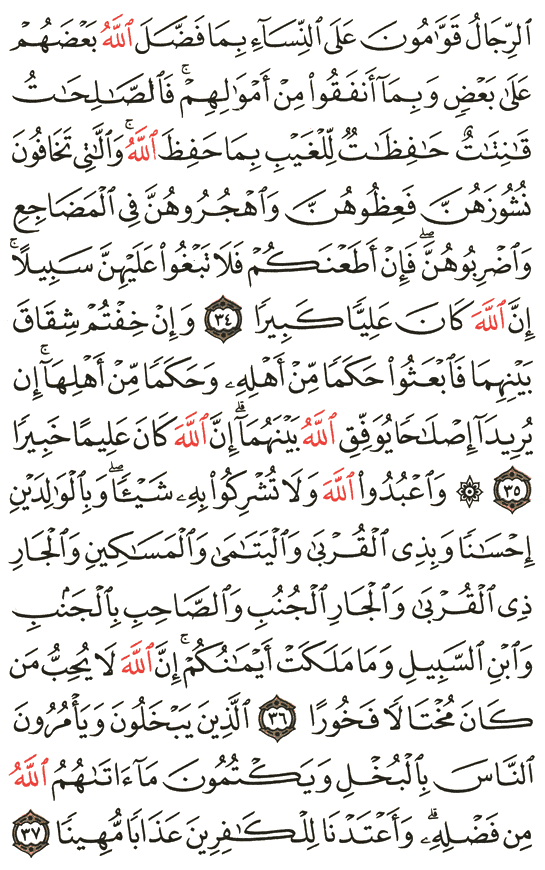 ٱلرِّجَالُ قَوَّٰمُونَ عَلَى ٱلنِّسَآءِ بِمَا فَضَّلَ ٱللَّهُ بَعۡضَهُمۡ
عَلَىٰ بَعۡضٖ وَبِمَآ أَنفَقُواْ مِنۡ أَمۡوَٰلِهِمۡۚ فَٱلصَّـٰلِحَٰتُ
قَٰنِتَٰتٌ حَٰفِظَٰتٞ لِّلۡغَيۡبِ بِمَا حَفِظَ ٱللَّهُۚ وَٱلَّـٰتِي تَخَافُونَ
نُشُوزَهُنَّ فَعِظُوهُنَّ وَٱهۡجُرُوهُنَّ فِي ٱلۡمَضَاجِعِ
وَٱضۡرِبُوهُنَّۖ فَإِنۡ أَطَعۡنَكُمۡ فَلَا تَبۡغُواْ عَلَيۡهِنَّ سَبِيلًاۗ
إِنَّ ٱللَّهَ كَانَ عَلِيّٗا كَبِيرٗا ٣٤ وَإِنۡ خِفۡتُمۡ شِقَاقَ
بَيۡنِهِمَا فَٱبۡعَثُواْ حَكَمٗا مِّنۡ أَهۡلِهِۦ وَحَكَمٗا مِّنۡ أَهۡلِهَآ إِن
يُرِيدَآ إِصۡلَٰحٗا يُوَفِّقِ ٱللَّهُ بَيۡنَهُمَآۗ إِنَّ ٱللَّهَ كَانَ عَلِيمًا خَبِيرٗا
٣٥ ۞ وَٱعۡبُدُواْ ٱللَّهَ وَلَا تُشۡرِكُواْ بِهِۦ شَيۡـٔٗاۖ وَبِٱلۡوَٰلِدَيۡنِ
إِحۡسَٰنٗا وَبِذِي ٱلۡقُرۡبَىٰ وَٱلۡيَتَٰمَىٰ وَٱلۡمَسَٰكِينِ وَٱلۡجَارِ
ذِي ٱلۡقُرۡبَىٰ وَٱلۡجَارِ ٱلۡجُنُبِ وَٱلصَّاحِبِ بِٱلۡجَنۢبِ
وَٱبۡنِ ٱلسَّبِيلِ وَمَا مَلَكَتۡ أَيۡمَٰنُكُمۡۗ إِنَّ ٱللَّهَ لَا يُحِبُّ مَن
كَانَ مُخۡتَالٗا فَخُورًا ٣٦ ٱلَّذِينَ يَبۡخَلُونَ وَيَأۡمُرُونَ
ٱلنَّاسَ بِٱلۡبُخۡلِ وَيَكۡتُمُونَ مَآ ءَاتَىٰهُمُ ٱللَّهُ
مِن فَضۡلِهِۦۗ وَأَعۡتَدۡنَا لِلۡكَٰفِرِينَ عَذَابٗا مُّهِينٗا ٣٧